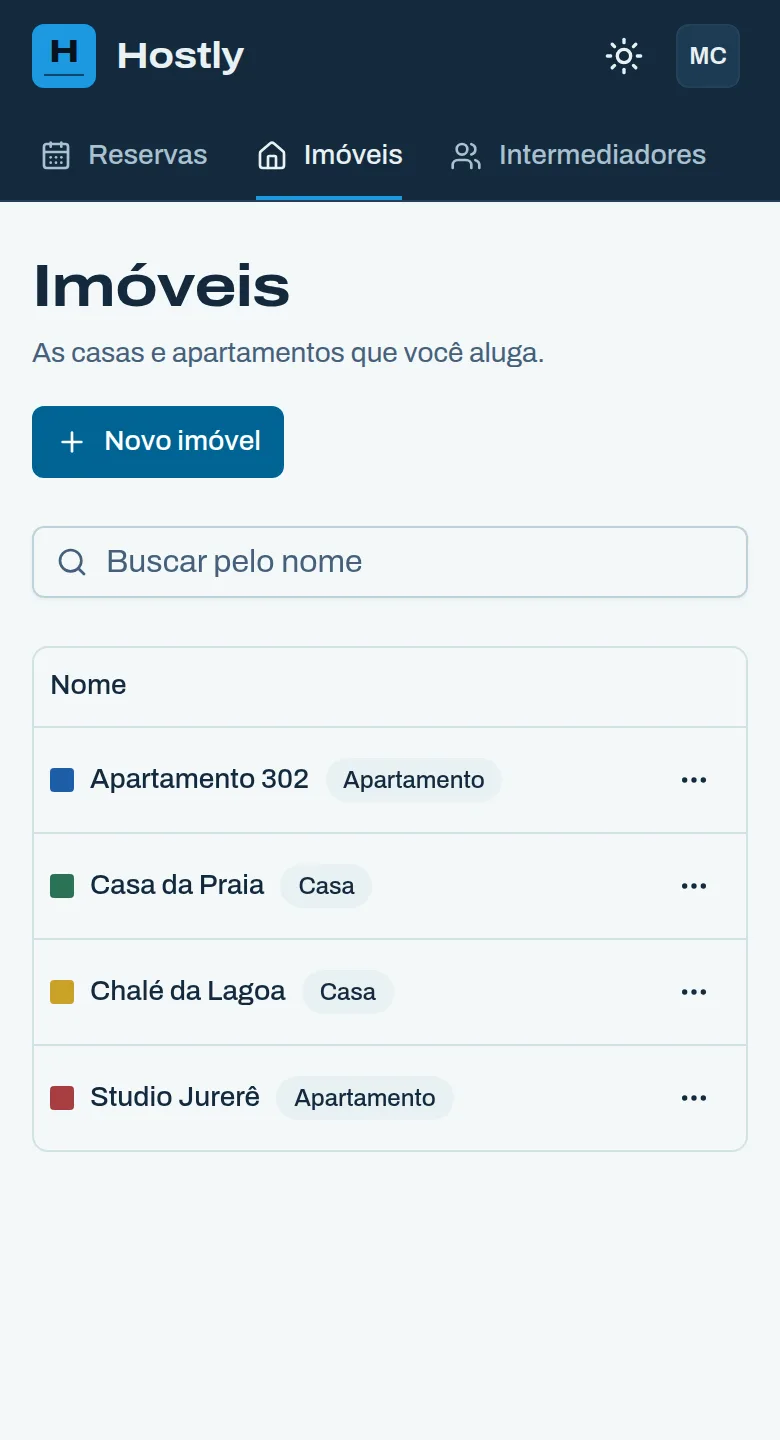 H Hostly MC
Reservas Imóveis Intermediadores
Imóveis
As casas e apartamentos que você aluga.
Novo imóvel
Buscar pelo nome
Nome
Apartamento 302 Apartamento
Casa da Praia Casa
Chalé da Lagoa Casa
Studio Jurerê Apartamento